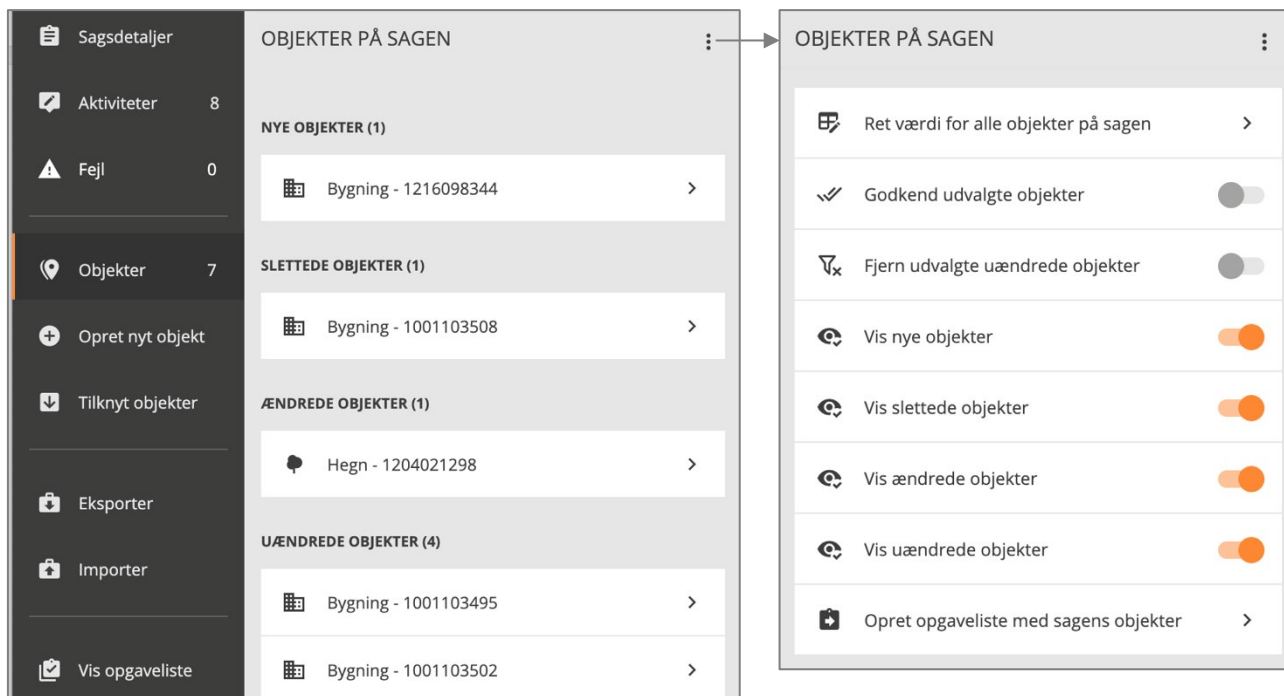 Sagsdetaljer
Aktiviteter 8
Fejl 0
Objekter 7
Opret nyt objekt
Tilknyt objekter
Eksporter
Importer
Vis opgaveliste
OBJEKTER PÅ SAGEN
NYE OBJEKTER (1)
Bygning - 1216098344
SLETTEDE OBJEKTER (1)
Bygning - 1001103508
ÆNDREDE OBJEKTER (1)
Hegn - 1204021298
UÆNDREDE OBJEKTER (4)
Bygning - 1001103495
Bygning - 1001103502
OBJEKTER PÅ SAGEN
Ret værdi for alle objekter på sagen
Godkend udvalgte objekter
Fjern udvalgte uændrede objekter
Vis nye objekter
Vis slettede objekter
Vis ændrede objekter
Vis uændrede objekter
Opret opgaveliste med sagens objekter